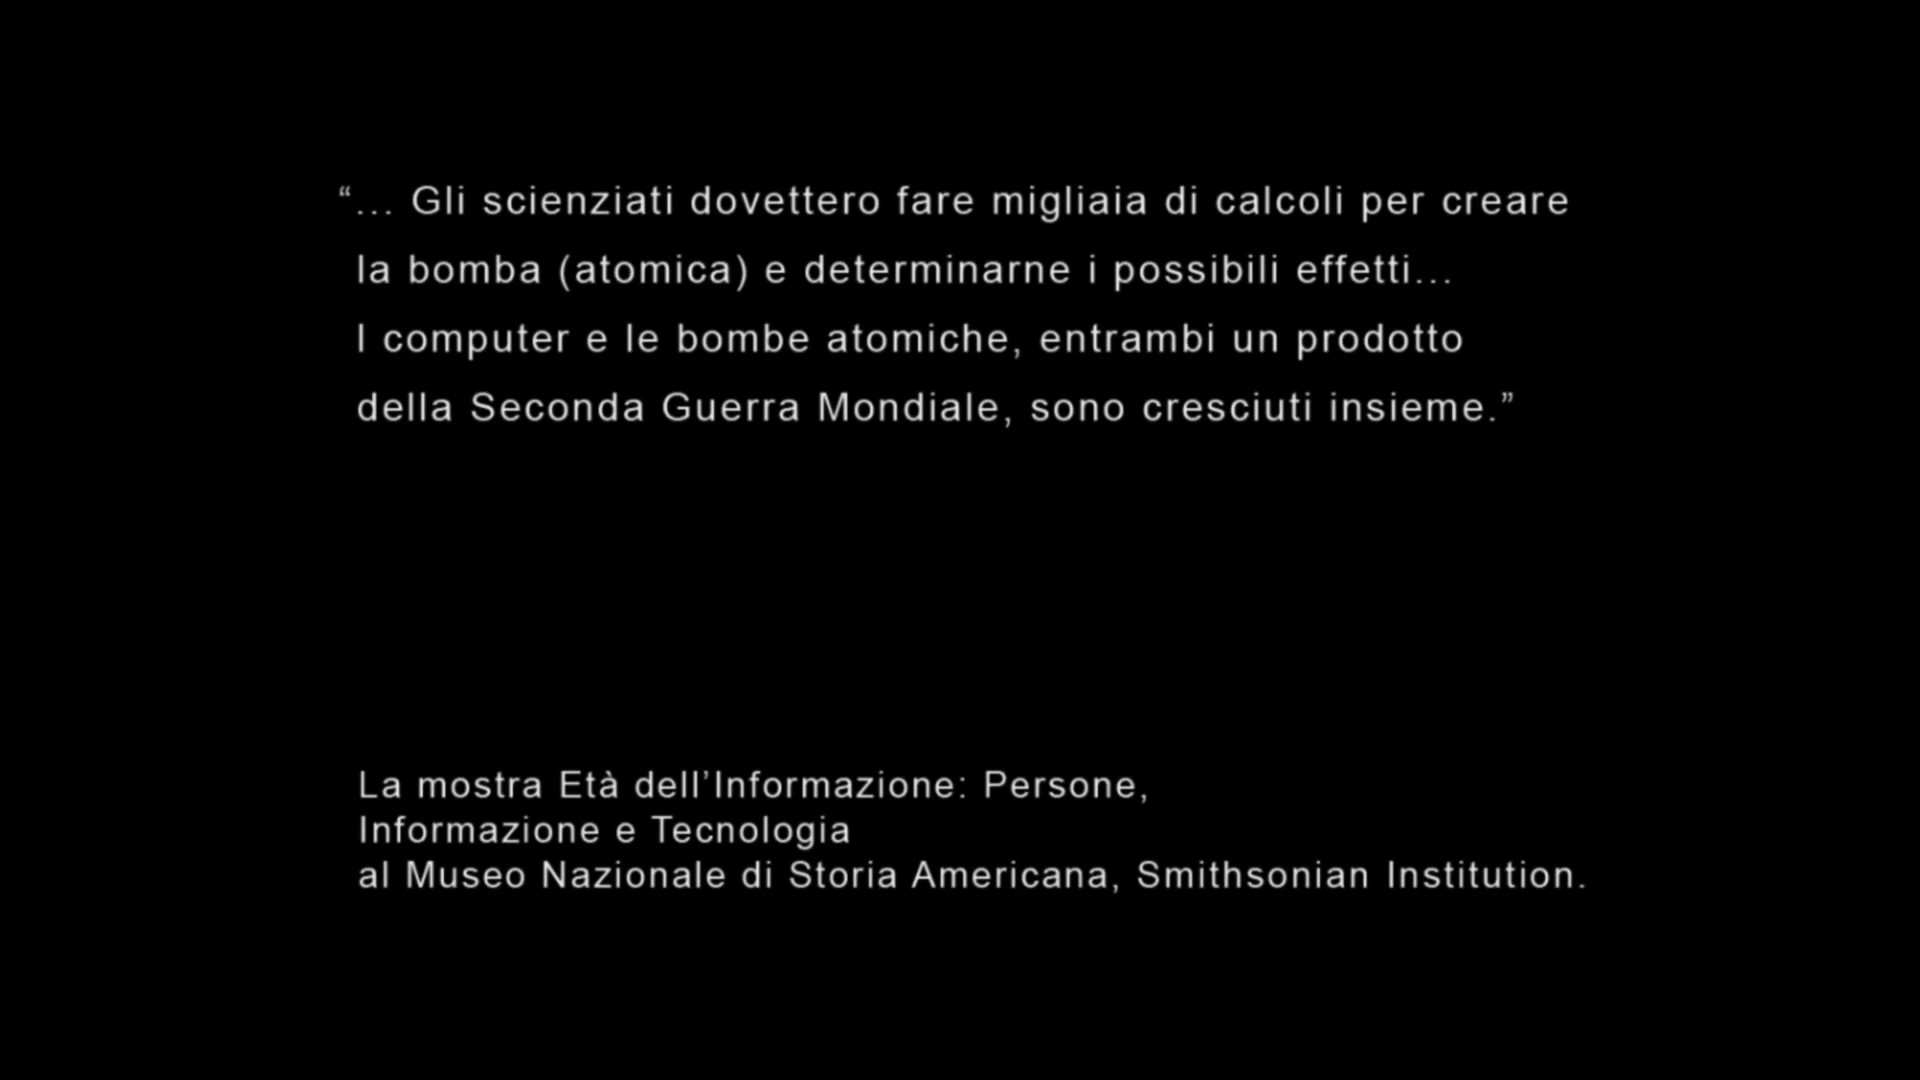 “... Gli scienziati dovettero fare migliaia di calcoli per creare
la bomba (atomica) e determinarne i possibili effetti...
I computer e le bombe atomiche, entrambi un prodotto
della Seconda Guerra Mondiale, sono cresciuti insieme.”
La mostra Età dell’Informazione: Persone,
Informazione e Tecnologia
al Museo Nazionale di Storia Americana, Smithsonian Institution.